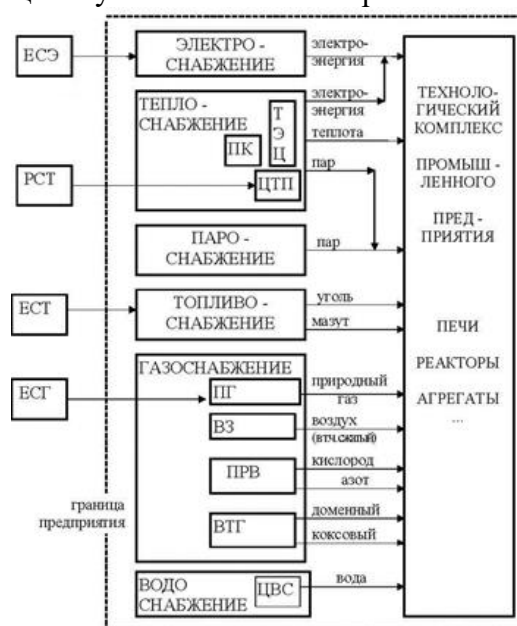 ЕСЭ
ЭЛЕКТРО -
СНАБЖЕНИЕ
электро-
энергия
ТЕПЛО -
СНАБЖЕНИЕ
Т
Э
Ц
ПК
ЦТП
электро-
энергия
теплота
пар
РСТ
ПАРО -
СНАБЖЕНИЕ
пар
ЕСТ
ТОПЛИВО -
СНАБЖЕНИЕ
уголь
мазут
ЕСГ
ГАЗОСНАБЖЕНИЕ
ПГ
природный
газ
ВЗ
воздух
(втч.сжатый)
ПРВ
кислород
азот
ВТГ
доменный
коксовый
граница
предприятия
ВОДО
СНАБЖЕНИЕ
ЦВС
вода
ТЕХНОЛО-
ГИЧЕСКИЙ
КОМПЛЕКС
ПРОМЫШ -
ЛЕННОГО
ПРЕД -
ПРИЯТИЯ
ПЕЧИ
РЕАКТОРЫ
АГРЕГАТЫ
...